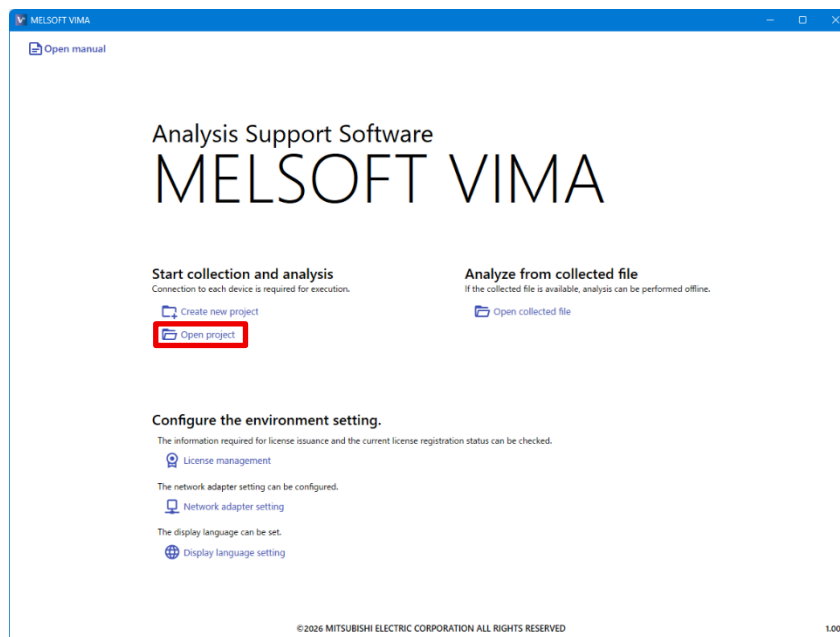 MELSOFT VIMA
Open manual
Analysis Support Software
MELSOFT VIMA
Start collection and analysis
Connection to each device is required for execution.
Create new project
Open project
Analyze from collected file
If the collected file is available, analysis can be performed offline.
Open collected file
Configure the environment setting.
The information required for license issuance and the current license registration status can be checked.
License management
The network adapter setting can be configured.
Network adapter setting
The display language can be set.
Display language setting
©2026 MITSUBISHI ELECTRIC CORPORATION ALL RIGHTS RESERVED